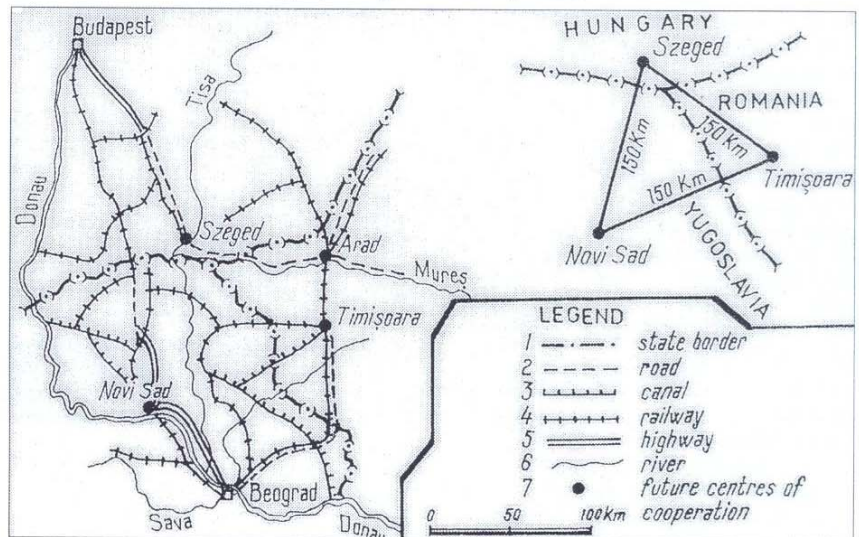 Budapest
Tisa
Donau
Szeged
Arad
Mureş
Timişoara
Novi Sad
Beograd
Sava
Donau
HUNGARY
Szeged
ROMANIA
150 Km
150 Km
150 Km
Timişoara
Novi Sad
YUGOSLAVIA
LEGEND
1 state border
2 road
3 canal
4 railway
5 highway
6 river
7 future centres of
cooperation
0 50 100 Km